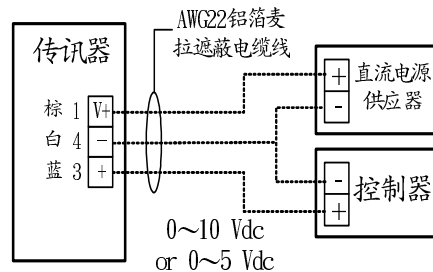 AWG22铝箔麦
拉遮蔽电缆线
传讯器
棕 1 V+
白 4 -
蓝 3 +
+ 直流电源
- 供应器
- 控制器
+
0~10 Vdc
or 0~5 Vdc